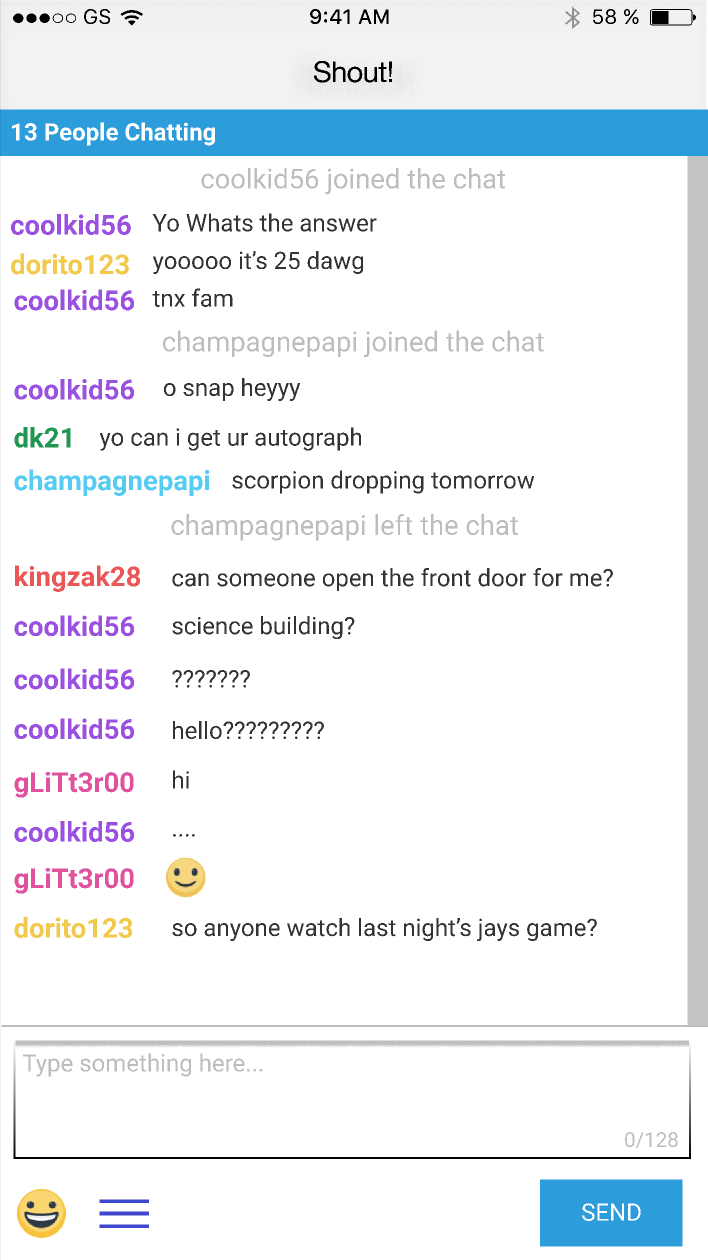 GS 9:41 AM 58 %
Shout!
13 People Chatting
coolkid56 joined the chat
coolkid56 Yo Whats the answer
dorito123 yooooo it’s 25 dawg
coolkid56 tnx fam
champagnepapi joined the chat
coolkid56 o snap heyyy
dk21 yo can i get ur autograph
champagnepapi scorpion dropping tomorrow
champagnepapi left the chat
kingzak28 can someone open the front door for me?
coolkid56 science building?
coolkid56 ???????
coolkid56 hello?????????
gLiTt3r00 hi
coolkid56 ....
gLiTt3r00
dorito123 so anyone watch last night’s jays game?
Type something here...
0/128
SEND